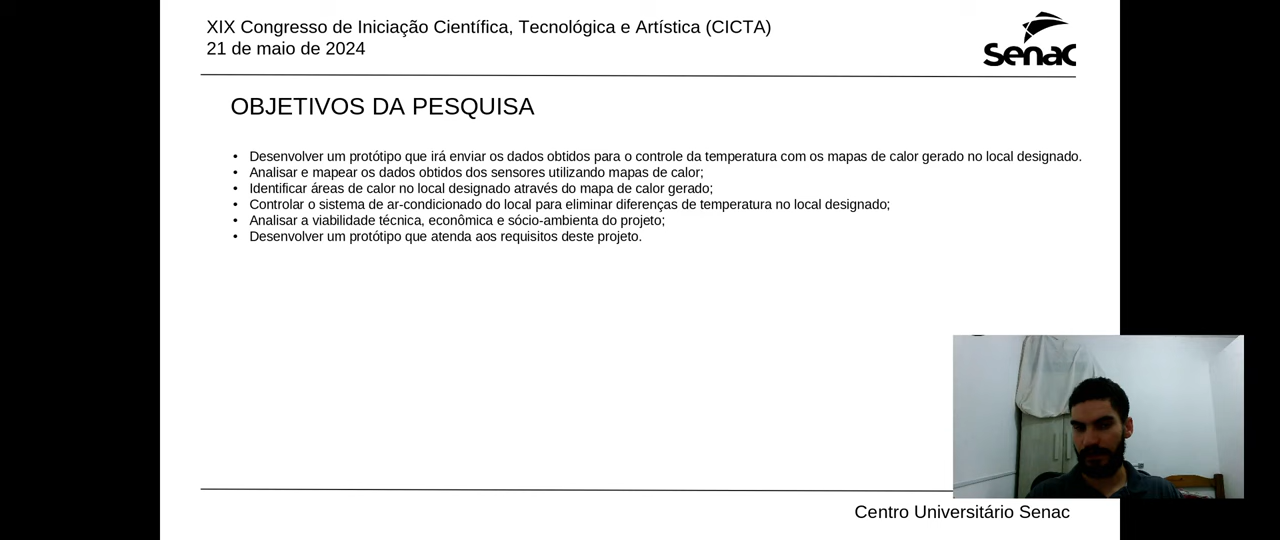 XIX Congresso de Iniciação Científica, Tecnológica e Artística (CICTA)
21 de maio de 2024
Senac
OBJETIVOS DA PESQUISA
• Desenvolver um protótipo que irá enviar os dados obtidos para o controle da temperatura com os mapas de calor gerado no local designado.
• Analisar e mapear os dados obtidos dos sensores utilizando mapas de calor;
• Identificar áreas de calor no local designado através do mapa de calor gerado;
• Controlar o sistema de ar-condicionado do local para eliminar diferenças de temperatura no local designado;
• Analisar a viabilidade técnica, econômica e sócio-ambienta do projeto;
• Desenvolver um protótipo que atenda aos requisitos deste projeto.
Centro Universitário Senac